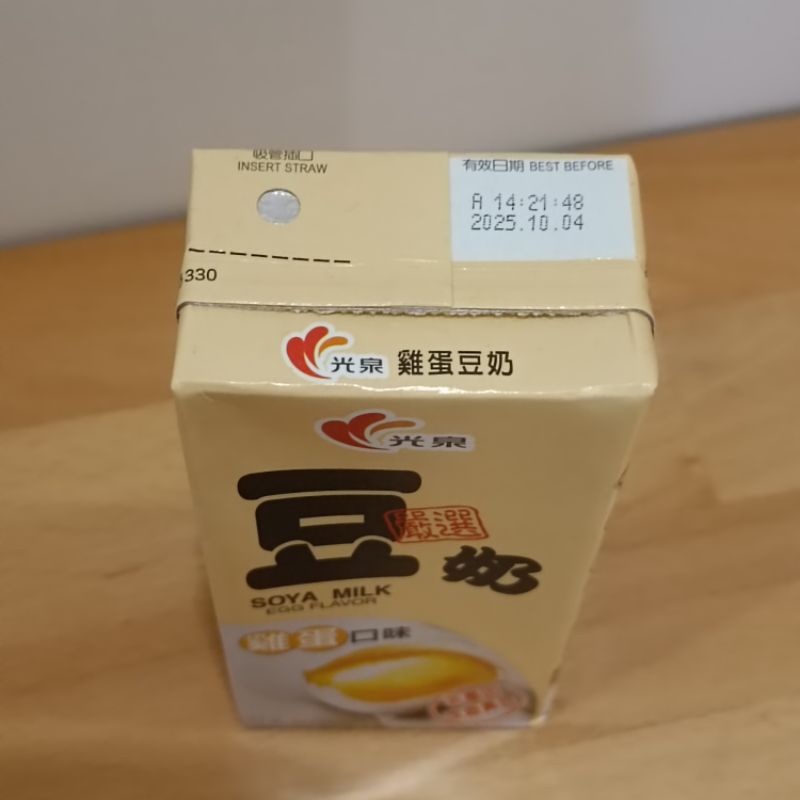 吸管插口
INSERT STRAW
有效日期 BEST BEFORE
A 14:21:48
2025.10.04
330
光泉 雞蛋豆奶
光泉
豆奶
嚴選
SOYA MILK
EGG FLAVOR
雞蛋口味